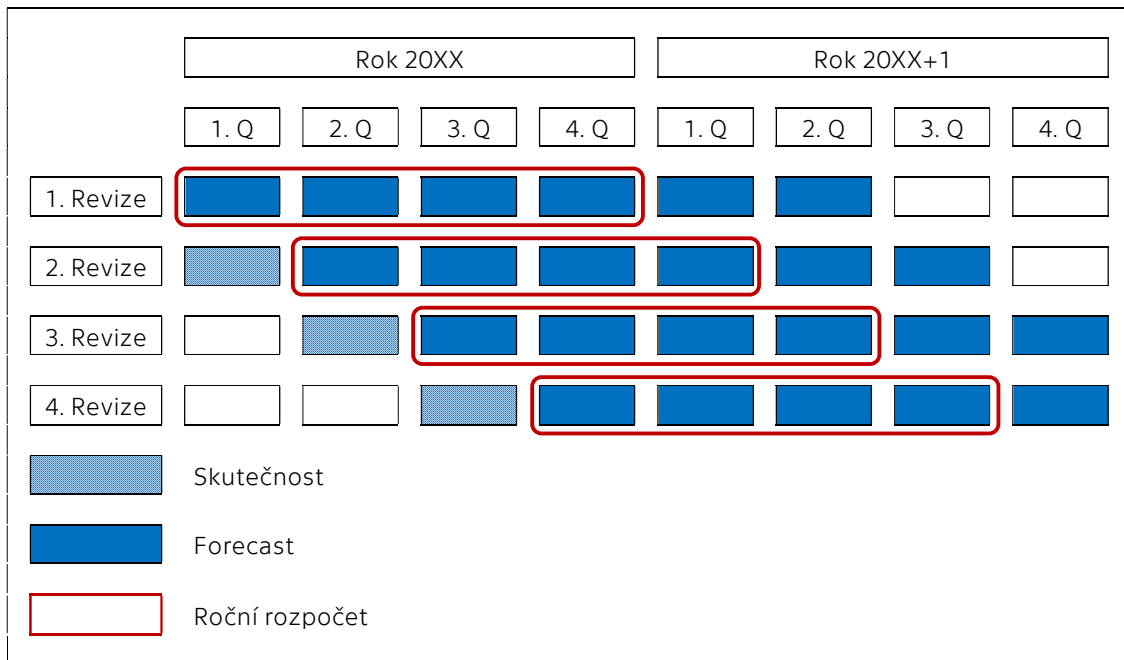 Rok 20XX Rok 20XX+1
1. Q 2. Q 3. Q 4. Q 1. Q 2. Q 3. Q 4. Q
1. Revize
2. Revize
3. Revize
4. Revize
Skutečnost
Forecast
Roční rozpočet